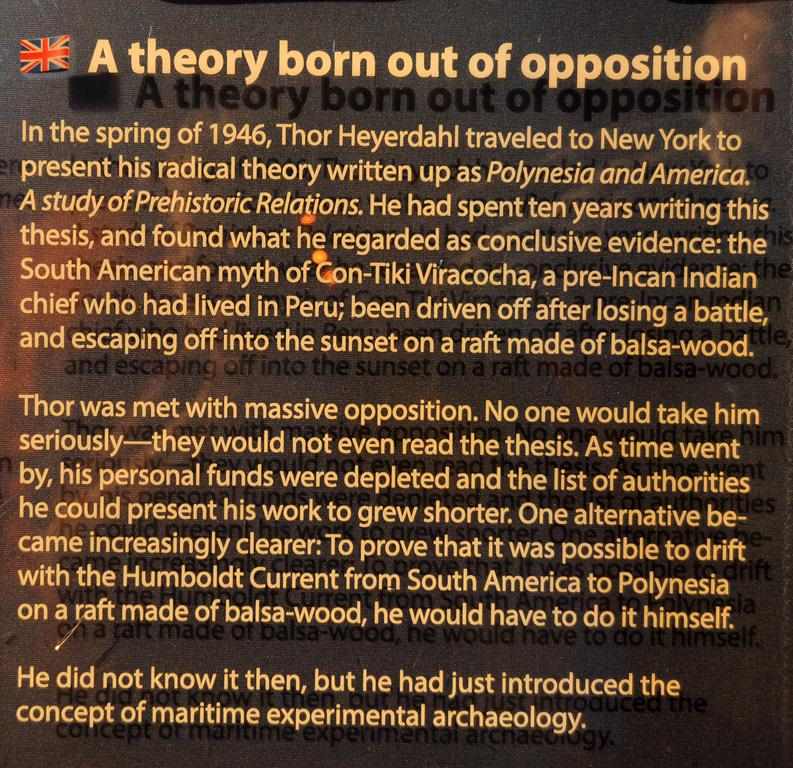 A theory born out of opposition
In the spring of 1946, Thor Heyerdahl traveled to New York to
present his radical theory written up as Polynesia and America.
A study of Prehistoric Relations. He had spent ten years writing this
thesis, and found what he regarded as conclusive evidence: the
South American myth of Con-Tiki Viracocha, a pre-Incan Indian
chief who had lived in Peru; been driven off after losing a battle,
and escaping off into the sunset on a raft made of balsa-wood.
Thor was met with massive opposition. No one would take him
seriously—they would not even read the thesis. As time went
by, his personal funds were depleted and the list of authorities
he could present his work to grew shorter. One alternative be-
came increasingly clearer: To prove that it was possible to drift
with the Humboldt Current from South America to Polynesia
on a raft made of balsa-wood, he would have to do it himself.
He did not know it then, but he had just introduced the
concept of maritime experimental archaeology.